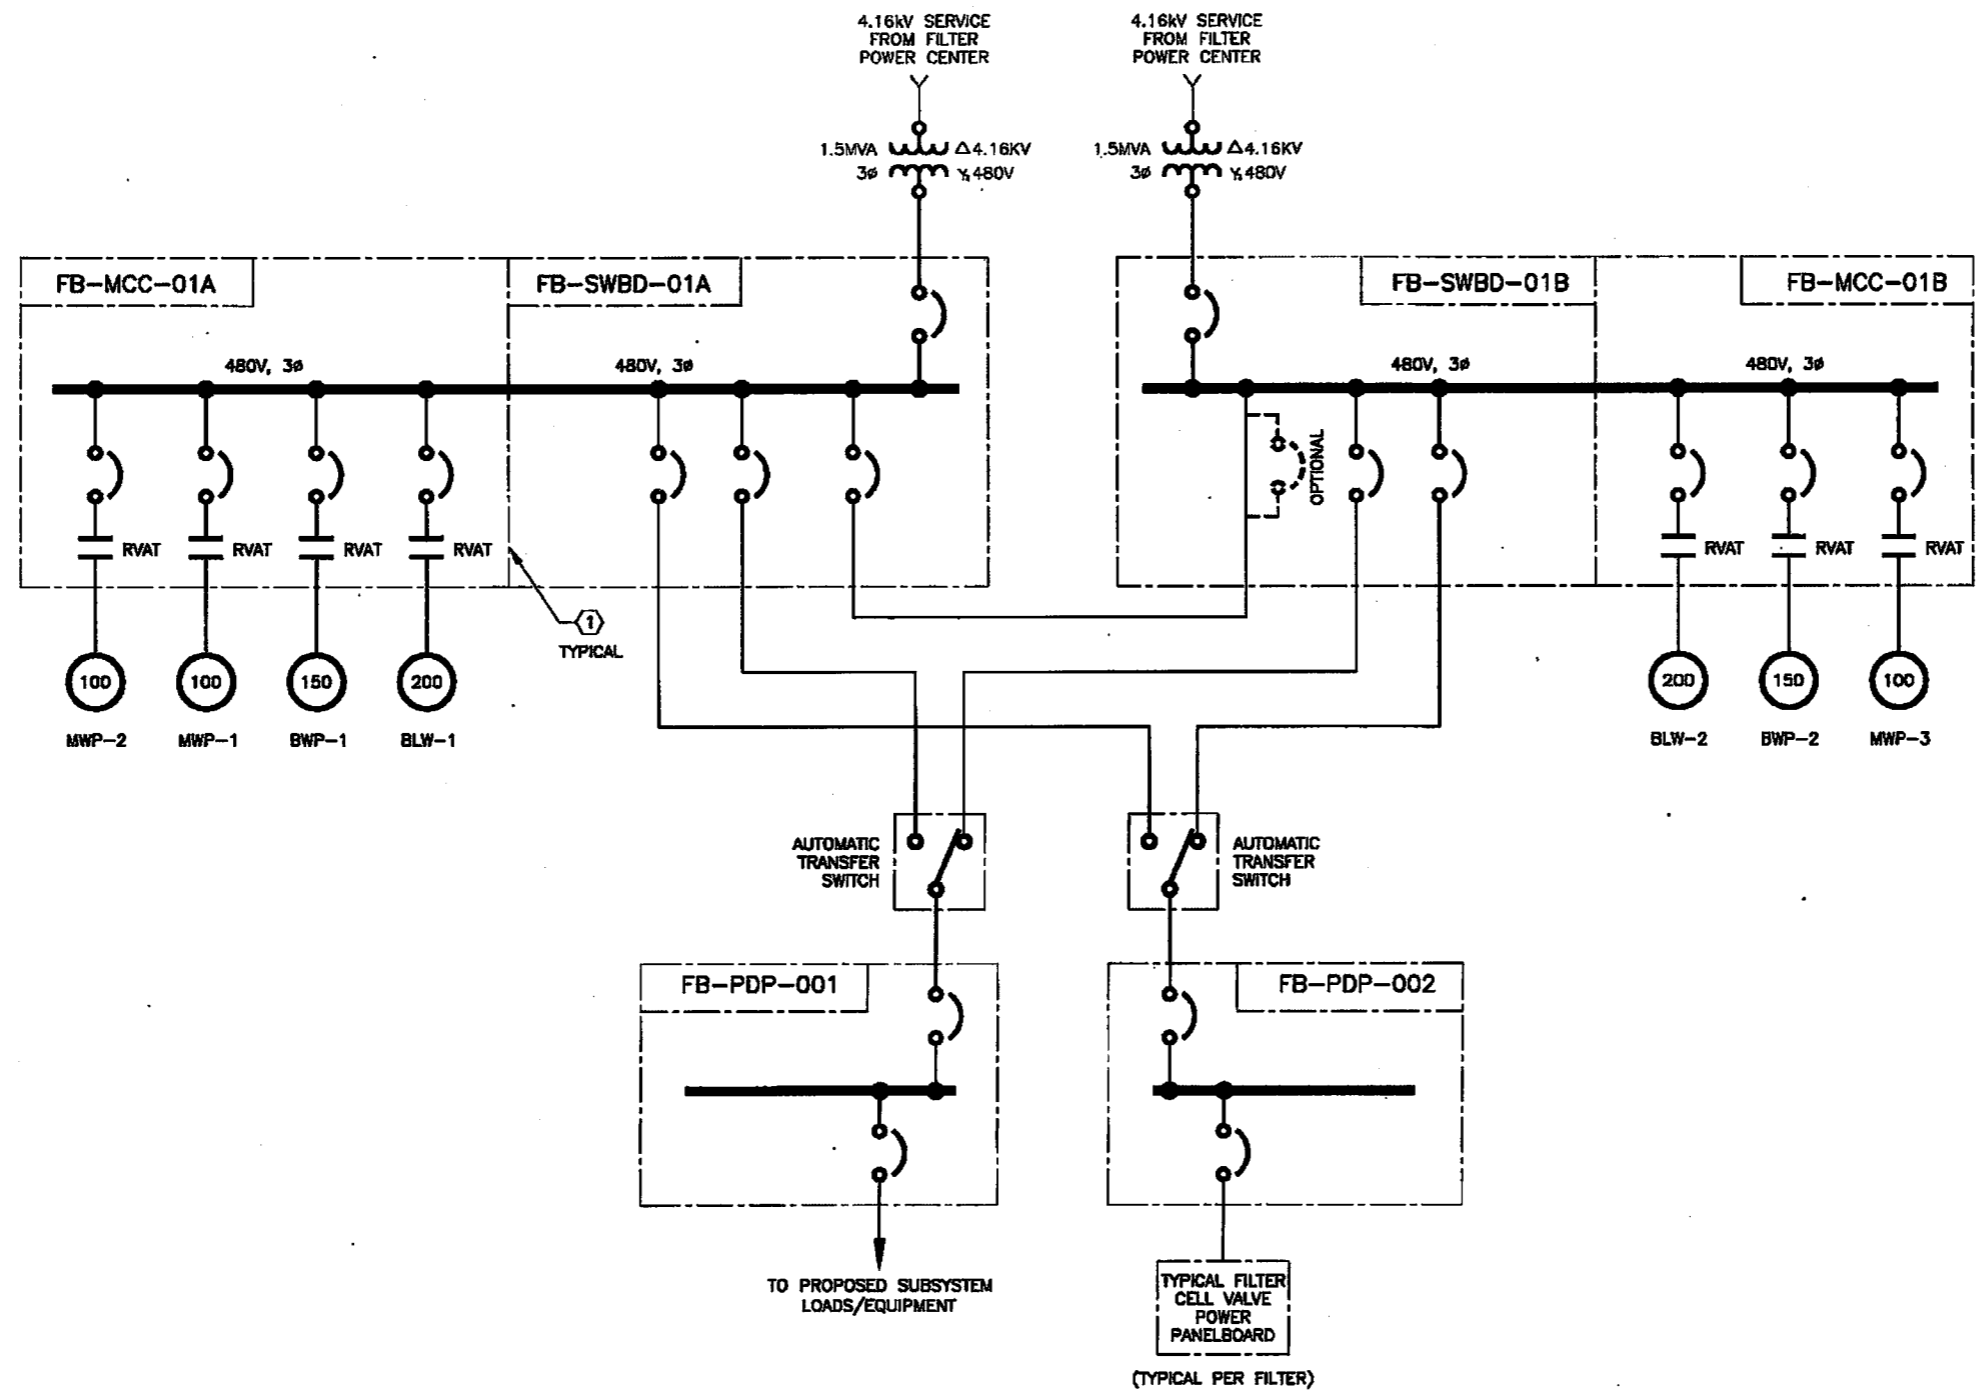 4.16kV SERVICE
FROM FILTER
POWER CENTER
4.16kV SERVICE
FROM FILTER
POWER CENTER
1.5MVA
△4.16KV
3ø
Y, 480V
1.5MVA
△4.16KV
3ø
Y, 480V
FB-MCC-01A
FB-SWBD-01A
FB-SWBD-01B
FB-MCC-01B
480V, 3ø
480V, 3ø
480V, 3ø
480V, 3ø
OPTIONAL
RVAT
RVAT
RVAT
RVAT
RVAT
RVAT
RVAT
1
TYPICAL
100
100
150
200
200
150
100
MWP-2
MWP-1
BWP-1
BLW-1
BLW-2
BWP-2
MWP-3
AUTOMATIC
TRANSFER
SWITCH
AUTOMATIC
TRANSFER
SWITCH
FB-PDP-001
FB-PDP-002
TO PROPOSED SUBSYSTEM
LOADS/EQUIPMENT
TYPICAL FILTER
CELL VALVE
POWER
PANELBOARD
(TYPICAL PER FILTER)